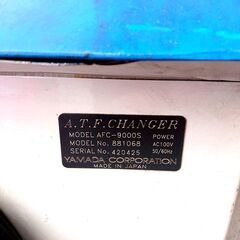 A.T.F.CHANGER
MODEL AFC-9000S POWER
MODEL No. 881068 AC100V
SERIAL No. 420425 50/60Hz
YAMADA CORPORATION
MADE IN JAPAN